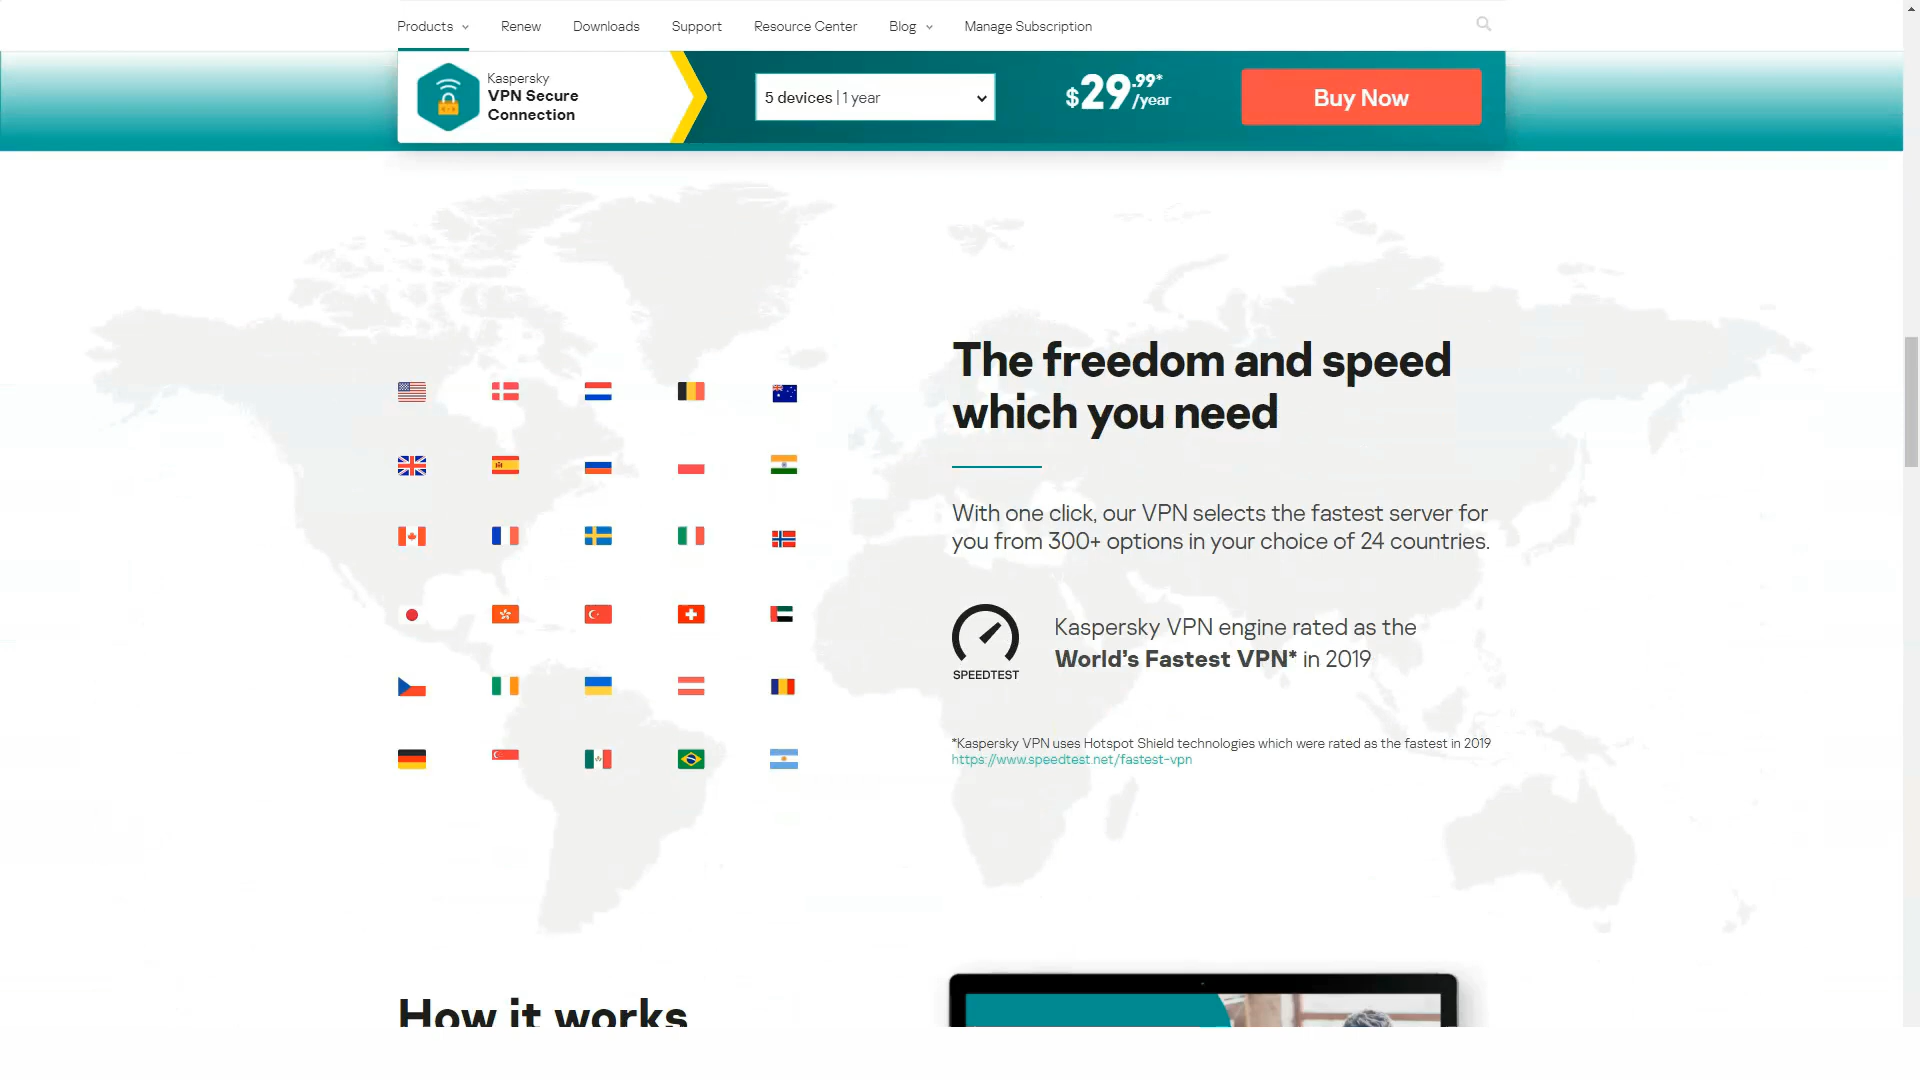 Products Renew Downloads Support Resource Center Blog Manage Subscription
Kaspersky
VPN Secure
Connection
5 devices | 1 year
$29.99*/year
Buy Now
The freedom and speed
which you need
With one click, our VPN selects the fastest server for
you from 300+ options in your choice of 24 countries.
SPEEDTEST
Kaspersky VPN engine rated as the
World's Fastest VPN* in 2019
*Kaspersky VPN uses Hotspot Shield technologies which were rated as the fastest in 2019
https://www.speedtest.net/fastest-vpn
How it works